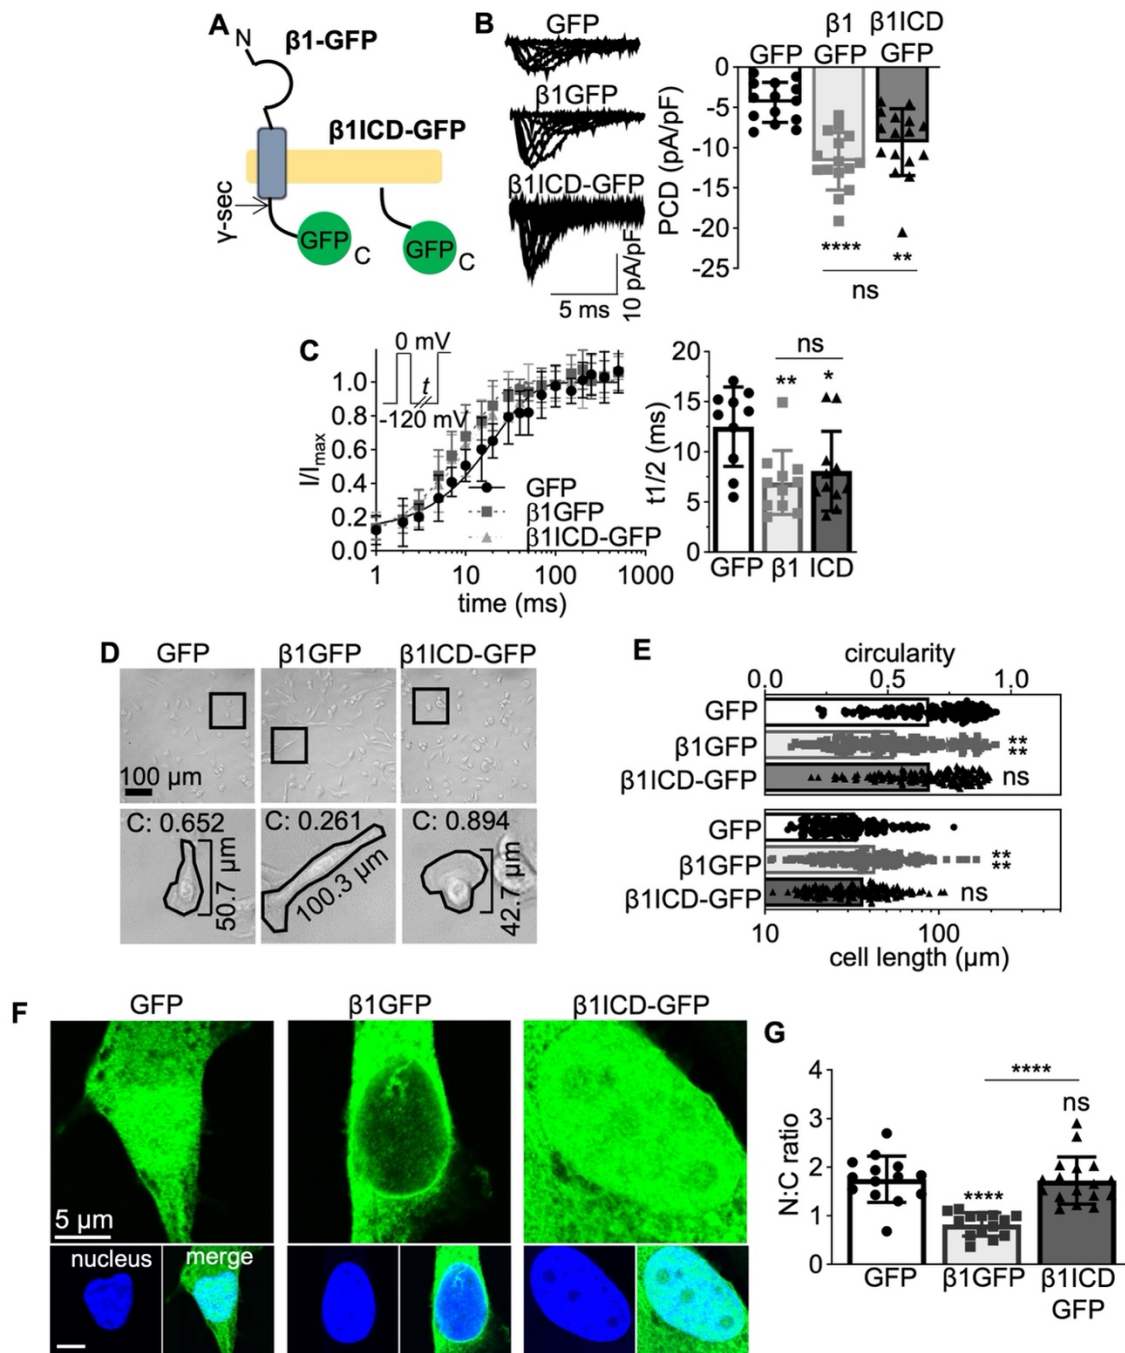 A
N
β1-GFP
β1ICD-GFP
γ-sec
GFP
C
GFP
C
B
GFP
β1GFP
β1ICD-GFP
5 ms
10 pA/pF
GFP
β1
GFP
β1ICD
GFP
0
-5
-10
-15
-20
-25
PCD (pA/pF)
****
**
ns
C
0 mV
t
-120 mV
1.0
0.8
0.6
0.4
0.2
0.0
I/Imax
GFP
β1GFP
β1ICD-GFP
1 10 100 1000
time (ms)
20
15
10
5
0
t1/2 (ms)
ns
** *
GFP β1 ICD
D
GFP β1GFP β1ICD-GFP
100 µm
C: 0.652
50.7 µm
C: 0.261
100.3 µm
C: 0.894
42.7 µm
E
circularity
0.0 0.5 1.0
GFP
β1GFP
**
**
β1ICD-GFP
ns
GFP
β1GFP
**
**
β1ICD-GFP
ns
10 100
cell length (µm)
F
GFP β1GFP β1ICD-GFP
5 µm
nucleus
merge
G
4
3
2
1
0
N:C ratio
****
ns
****
GFP β1GFP β1ICD
GFP